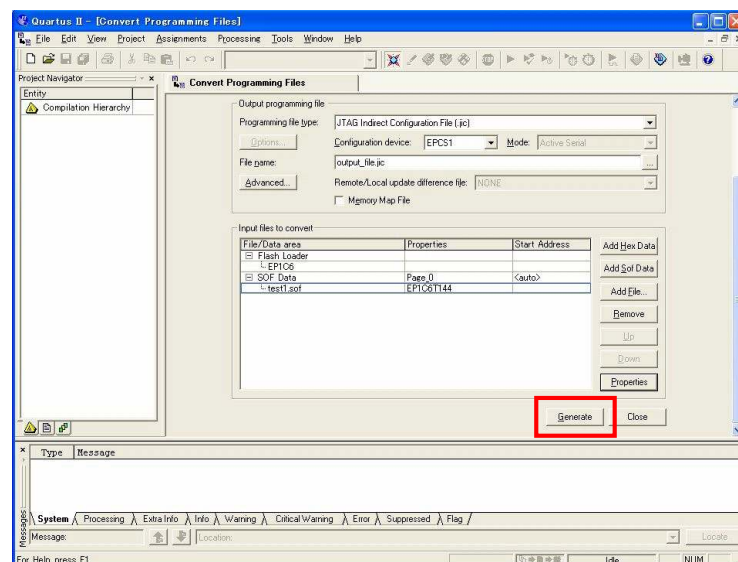 Quartus II - [Convert Programming Files]
File Edit View Project Assignments Processing Tools Window Help
Project Navigator
Entity
Compilation Hierarchy
Convert Programming Files
Output programming file
Programming file type: JTAG Indirect Configuration File (.jic)
Options... Configuration device: EPCS1 Mode: Active Serial
File name: output_file.jic ...
Advanced... Remote/Local update difference file: NONE
Memory Map File
Input files to convert
File/Data area Properties Start Address
Flash Loader
EP1C6
SOF Data Page_0 <auto>
test1.sof EP1C6T144
Add Hex Data
Add Sof Data
Add File...
Remove
Up
Down
Properties
Generate Close
Type Message
System Processing Extra Info Info Warning Critical Warning Error Suppressed Flag
Messages
Message: Location: Locate
For Help, press F1 Idle NUM